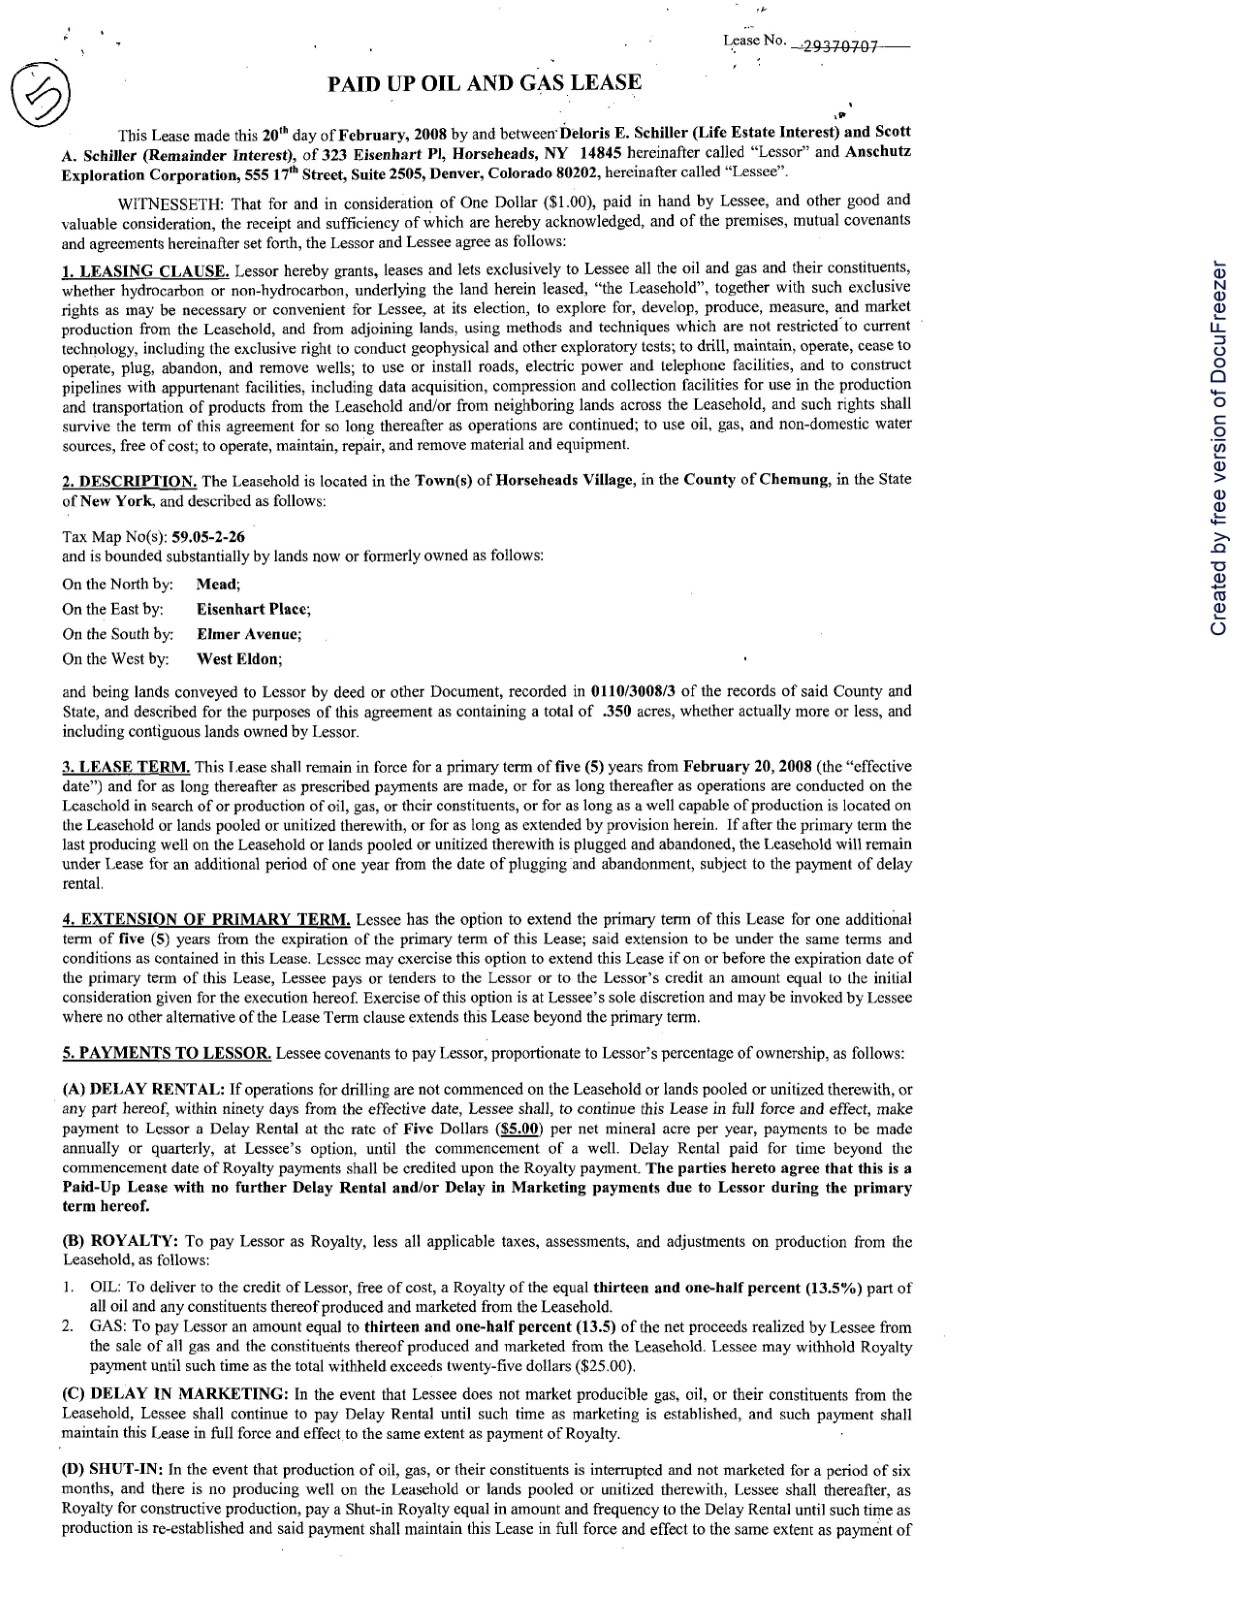 Lease No. 29370707
5
PAID UP OIL AND GAS LEASE
This Lease made this 20th day of February, 2008 by and between Deloris E. Schiller (Life Estate Interest) and Scott
A. Schiller (Remainder Interest), of 323 Eisenhart Pl, Horseheads, NY 14845 hereinafter called “Lessor” and Anschutz
Exploration Corporation, 555 17th Street, Suite 2505, Denver, Colorado 80202, hereinafter called “Lessee”.
WITNESSETH: That for and in consideration of One Dollar ($1.00), paid in hand by Lessee, and other good and
valuable consideration, the receipt and sufficiency of which are hereby acknowledged, and of the premises, mutual covenants
and agreements hereinafter set forth, the Lessor and Lessee agree as follows:
1. LEASING CLAUSE. Lessor hereby grants, leases and lets exclusively to Lessee all the oil and gas and their constituents,
whether hydrocarbon or non-hydrocarbon, underlying the land herein leased, “the Leasehold”, together with such exclusive
rights as may be necessary or convenient for Lessee, at its election, to explore for, develop, produce, measure, and market
production from the Leasehold, and from adjoining lands, using methods and techniques which are not restricted to current
technology, including the exclusive right to conduct geophysical and other exploratory tests; to drill, maintain, operate, cease to
operate, plug, abandon, and remove wells; to use or install roads, electric power and telephone facilities, and to construct
pipelines with appurtenant facilities, including data acquisition, compression and collection facilities for use in the production
and transportation of products from the Leasehold and/or from neighboring lands across the Leasehold, and such rights shall
survive the term of this agreement for so long thereafter as operations are continued; to use oil, gas, and non-domestic water
sources, free of cost; to operate, maintain, repair, and remove material and equipment.
2. DESCRIPTION. The Leasehold is located in the Town(s) of Horseheads Village, in the County of Chemung, in the State
of New York, and described as follows:
Tax Map No(s): 59.05-2-26
and is bounded substantially by lands now or formerly owned as follows:
On the North by: Mead;
On the East by: Eisenhart Place;
On the South by: Elmer Avenue;
On the West by: West Eldon;
and being lands conveyed to Lessor by deed or other Document, recorded in 0110/3008/3 of the records of said County and
State, and described for the purposes of this agreement as containing a total of .350 acres, whether actually more or less, and
including contiguous lands owned by Lessor.
3. LEASE TERM. This Lease shall remain in force for a primary term of five (5) years from February 20, 2008 (the “effective
date”) and for as long thereafter as prescribed payments are made, or for as long thereafter as operations are conducted on the
Leasehold in search of or production of oil, gas, or their constituents, or for as long as a well capable of production is located on
the Leasehold or lands pooled or unitized therewith, or for as long as extended by provision herein. If after the primary term the
last producing well on the Leasehold or lands pooled or unitized therewith is plugged and abandoned, the Leasehold will remain
under Lease for an additional period of one year from the date of plugging and abandonment, subject to the payment of delay
rental.
4. EXTENSION OF PRIMARY TERM. Lessee has the option to extend the primary term of this Lease for one additional
term of five (5) years from the expiration of the primary term of this Lease; said extension to be under the same terms and
conditions as contained in this Lease. Lessee may exercise this option to extend this Lease if on or before the expiration date of
the primary term of this Lease, Lessee pays or tenders to the Lessor or to the Lessor’s credit an amount equal to the initial
consideration given for the execution hereof. Exercise of this option is at Lessee’s sole discretion and may be invoked by Lessee
where no other alternative of the Lease Term clause extends this Lease beyond the primary term.
5. PAYMENTS TO LESSOR. Lessee covenants to pay Lessor, proportionate to Lessor’s percentage of ownership, as follows:
(A) DELAY RENTAL: If operations for drilling are not commenced on the Leasehold or lands pooled or unitized therewith, or
any part hereof, within ninety days from the effective date, Lessee shall, to continue this Lease in full force and effect, make
payment to Lessor a Delay Rental at the rate of Five Dollars ($5.00) per net mineral acre per year, payments to be made
annually or quarterly, at Lessee’s option, until the commencement of a well. Delay Rental paid for time beyond the
commencement date of Royalty payments shall be credited upon the Royalty payment. The parties hereto agree that this is a
Paid-Up Lease with no further Delay Rental and/or Delay in Marketing payments due to Lessor during the primary
term hereof.
(B) ROYALTY: To pay Lessor as Royalty, less all applicable taxes, assessments, and adjustments on production from the
Leasehold, as follows:
1. OIL: To deliver to the credit of Lessor, free of cost, a Royalty of the equal thirteen and one-half percent (13.5%) part of
all oil and any constituents thereof produced and marketed from the Leasehold.
2. GAS: To pay Lessor an amount equal to thirteen and one-half percent (13.5) of the net proceeds realized by Lessee from
the sale of all gas and the constituents thereof produced and marketed from the Leasehold. Lessee may withhold Royalty
payment until such time as the total withheld exceeds twenty-five dollars ($25.00).
(C) DELAY IN MARKETING: In the event that Lessee does not market producible gas, oil, or their constituents from the
Leasehold, Lessee shall continue to pay Delay Rental until such time as marketing is established, and such payment shall
maintain this Lease in full force and effect to the same extent as payment of Royalty.
(D) SHUT-IN: In the event that production of oil, gas, or their constituents is interrupted and not marketed for a period of six
months, and there is no producing well on the Leasehold or lands pooled or unitized therewith, Lessee shall thereafter, as
Royalty for constructive production, pay a Shut-in Royalty equal in amount and frequency to the Delay Rental until such time as
production is re-established and said payment shall maintain this Lease in full force and effect to the same extent as payment of
Created by free version of DocuFreezer